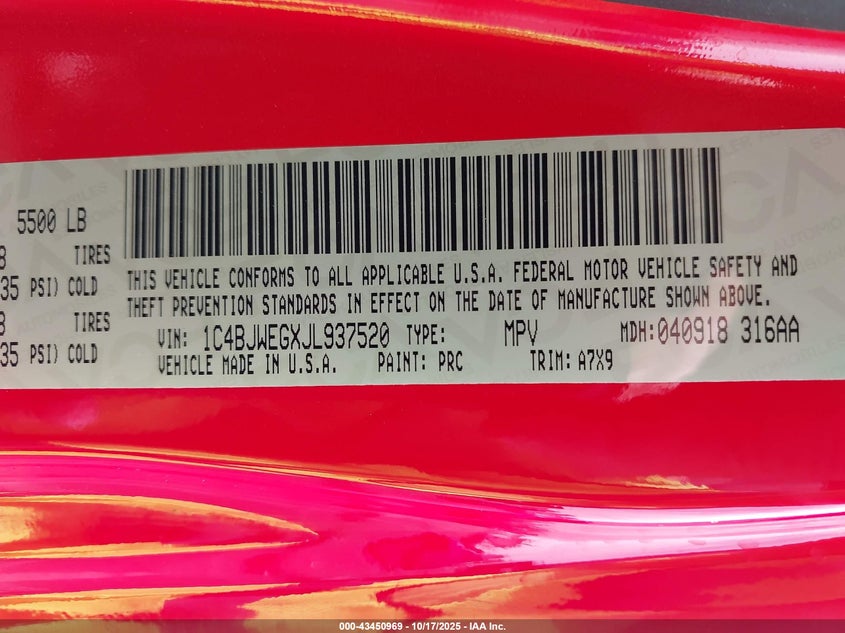 5500 LB
8 TIRES
35 PSI) COLD
8 TIRES
35 PSI) COLD
THIS VEHICLE CONFORMS TO ALL APPLICABLE U.S.A. FEDERAL MOTOR VEHICLE SAFETY AND
THEFT PREVENTION STANDARDS IN EFFECT ON THE DATE OF MANUFACTURE SHOWN ABOVE.
VIN: 1C4BJWEGXJL937520 TYPE: MPV MDH:040918 316AA
VEHICLE MADE IN U.S.A. PAINT: PRC TRIM: A7X9
000-43450969 - 10/17/2025 - IAA Inc.